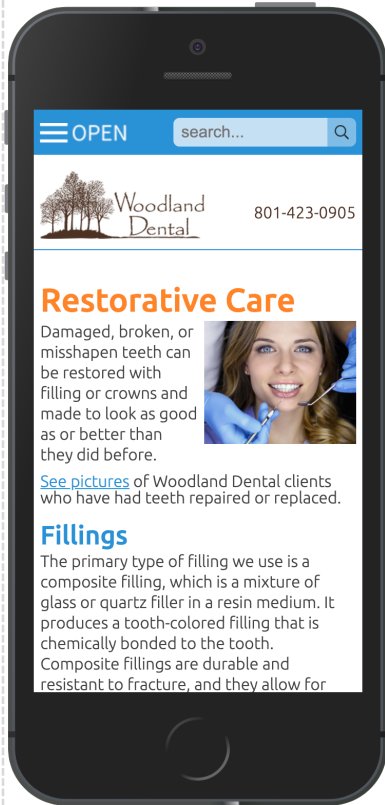 OPEN
search...
Woodland
Dental
801-423-0905
Restorative Care
Damaged, broken, or
misshapen teeth can
be restored with
filling or crowns and
made to look as good
as or better than
they did before.
See pictures of Woodland Dental clients
who have had teeth repaired or replaced.
Fillings
The primary type of filling we use is a
composite filling, which is a mixture of
glass or quartz filler in a resin medium. It
produces a tooth-colored filling that is
chemically bonded to the tooth.
Composite fillings are durable and
resistant to fracture, and they allow for